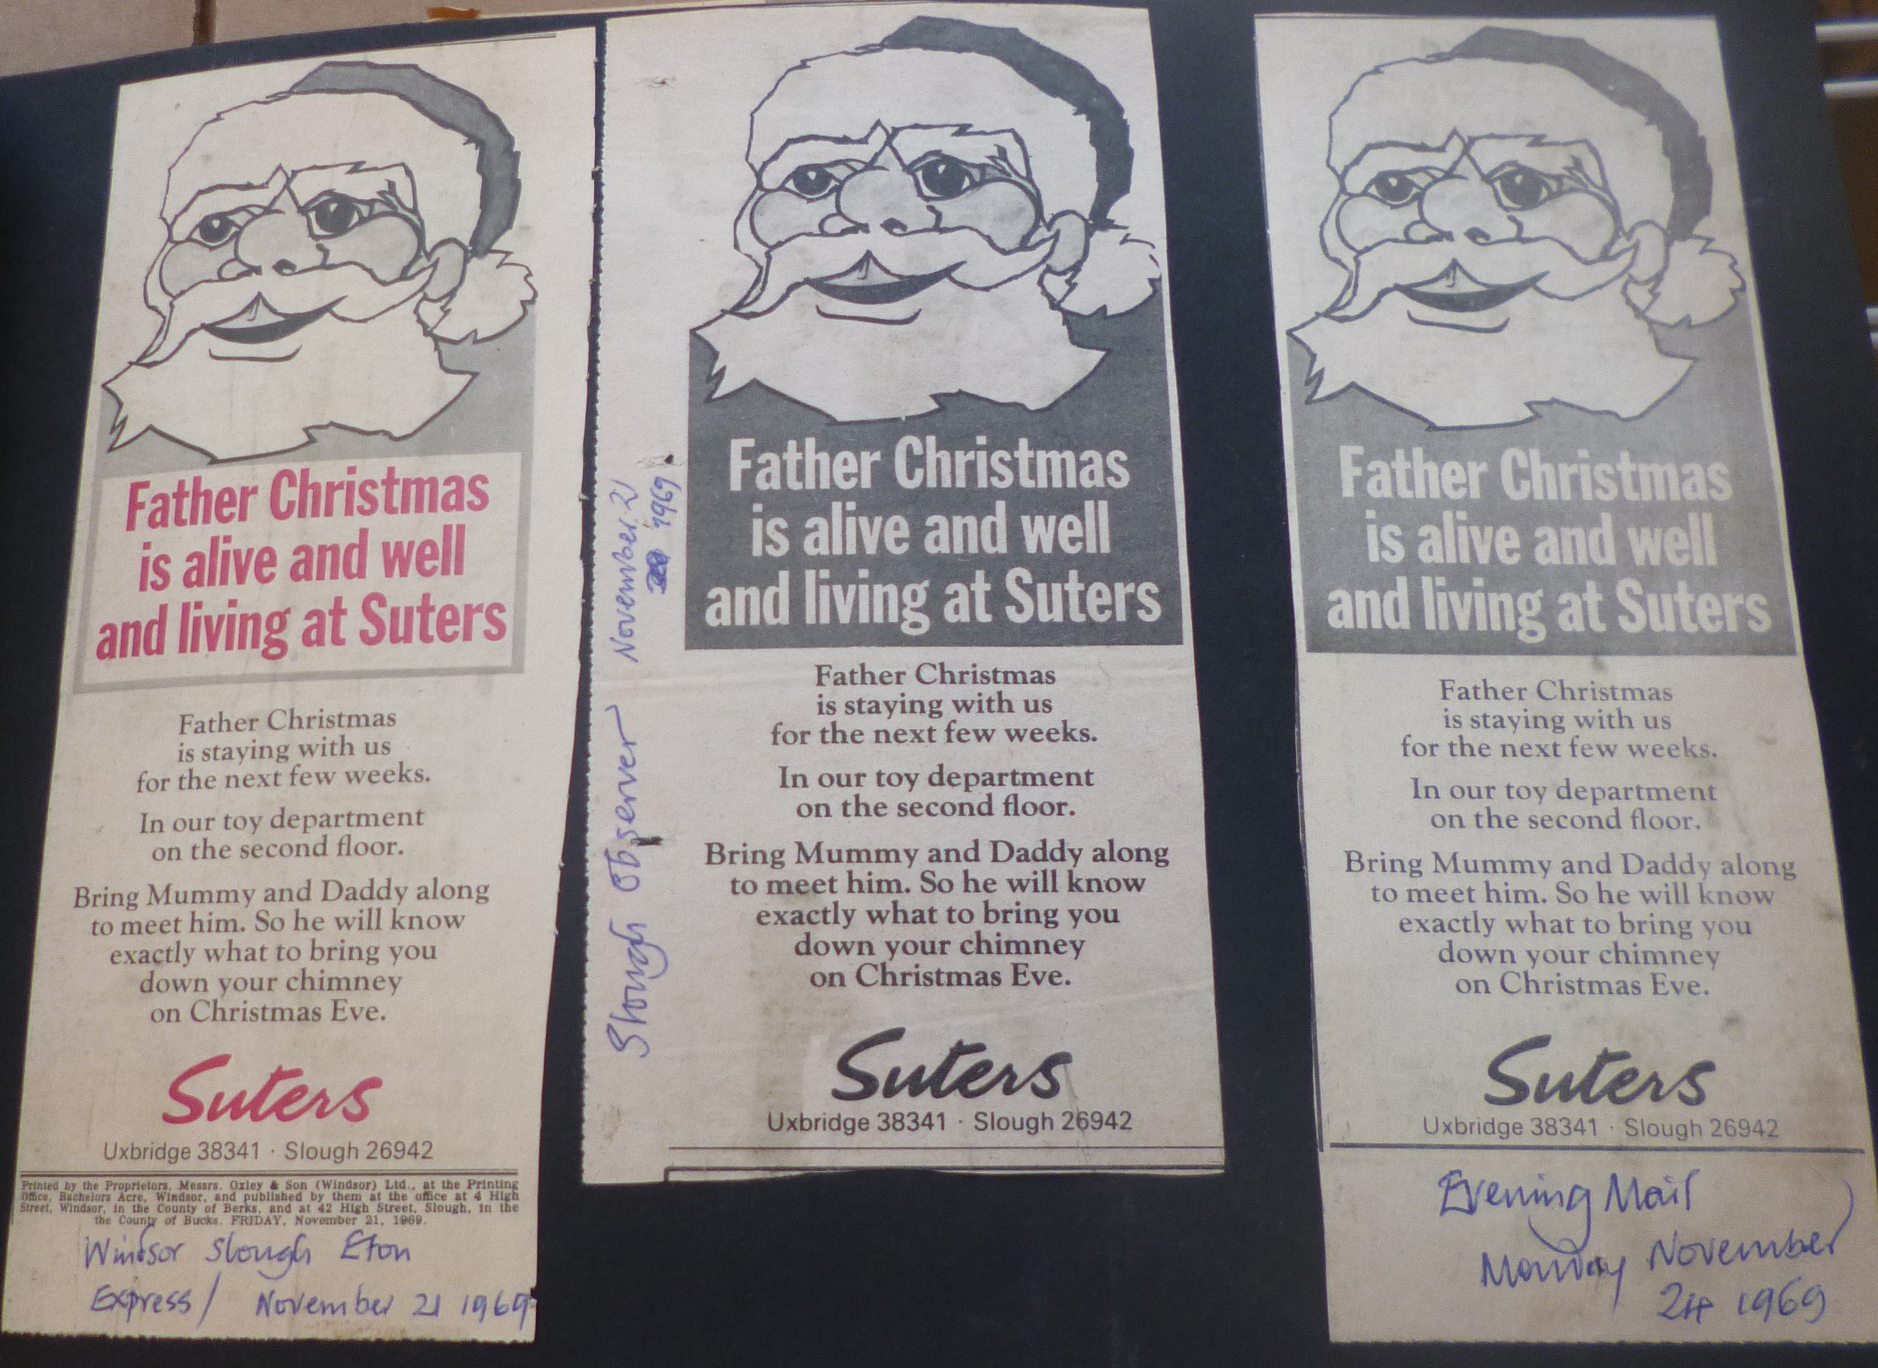 Father Christmas
is alive and well
and living at Suters
Father Christmas
is staying with us
for the next few weeks.
In our toy department
on the second floor.
Bring Mummy and Daddy along
to meet him. So he will know
exactly what to bring you
down your chimney
on Christmas Eve.
Suters
Uxbridge 38341 · Slough 26942
Printed by the Proprietors, Messrs. Oxley & Son (Windsor) Ltd., at the Printing
Office, Bachelors Acre, Windsor, and published by them at the office at 4 High
Street, Windsor, in the County of Berks, and at 42 High Street, Slough, in the
the County of Bucks. FRIDAY, November 21, 1969.
Windsor Slough Eton
Express / November 21 1969
Slough Observer November 21
1969
Father Christmas
is alive and well
and living at Suters
Father Christmas
is staying with us
for the next few weeks.
In our toy department
on the second floor.
Bring Mummy and Daddy along
to meet him. So he will know
exactly what to bring you
down your chimney
on Christmas Eve.
Suters
Uxbridge 38341 · Slough 26942
Father Christmas
is alive and well
and living at Suters
Father Christmas
is staying with us
for the next few weeks.
In our toy department
on the second floor.
Bring Mummy and Daddy along
to meet him. So he will know
exactly what to bring you
down your chimney
on Christmas Eve.
Suters
Uxbridge 38341 · Slough 26942
Evening Mail
Monday November
24 1969